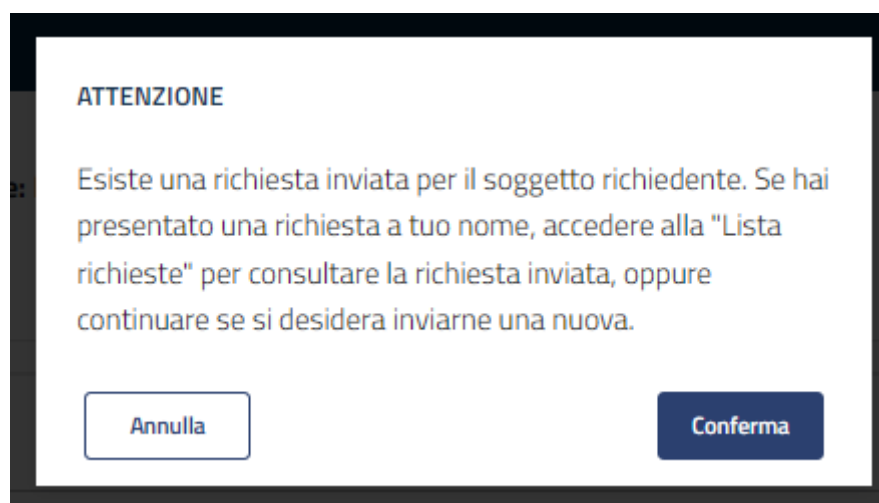 ATTENZIONE
Esiste una richiesta inviata per il soggetto richiedente. Se hai
presentato una richiesta a tuo nome, accedere alla "Lista
richieste" per consultare la richiesta inviata, oppure
continuare se si desidera inviarne una nuova.
Annulla
Conferma